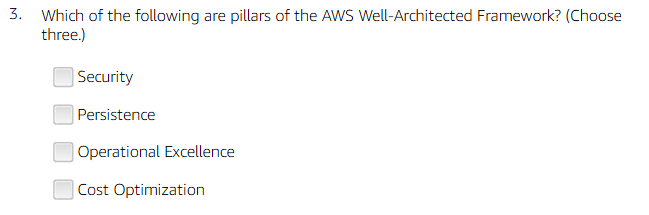 3. Which of the following are pillars of the AWS Well-Architected Framework? (Choose
three.)
Security
Persistence
Operational Excellence
Cost Optimization